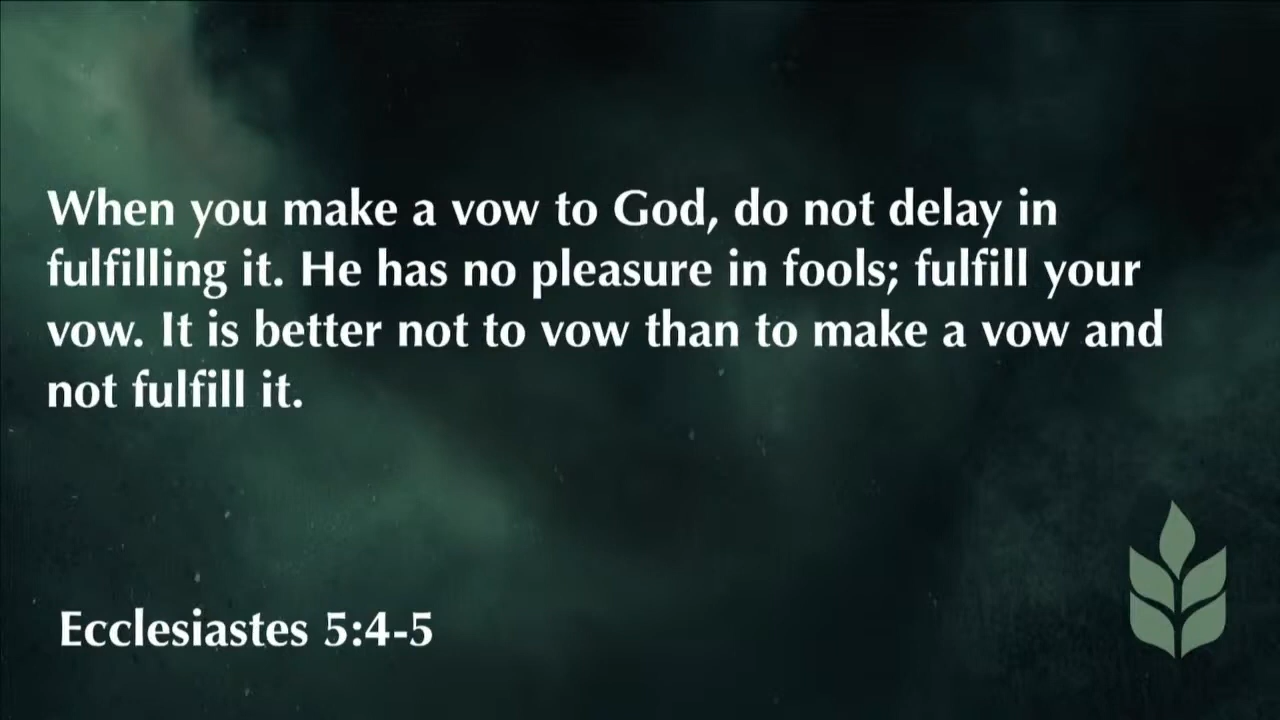 When you make a vow to God, do not delay in
fulfilling it. He has no pleasure in fools; fulfill your
vow. It is better not to vow than to make a vow and
not fulfill it.
Ecclesiastes 5:4-5